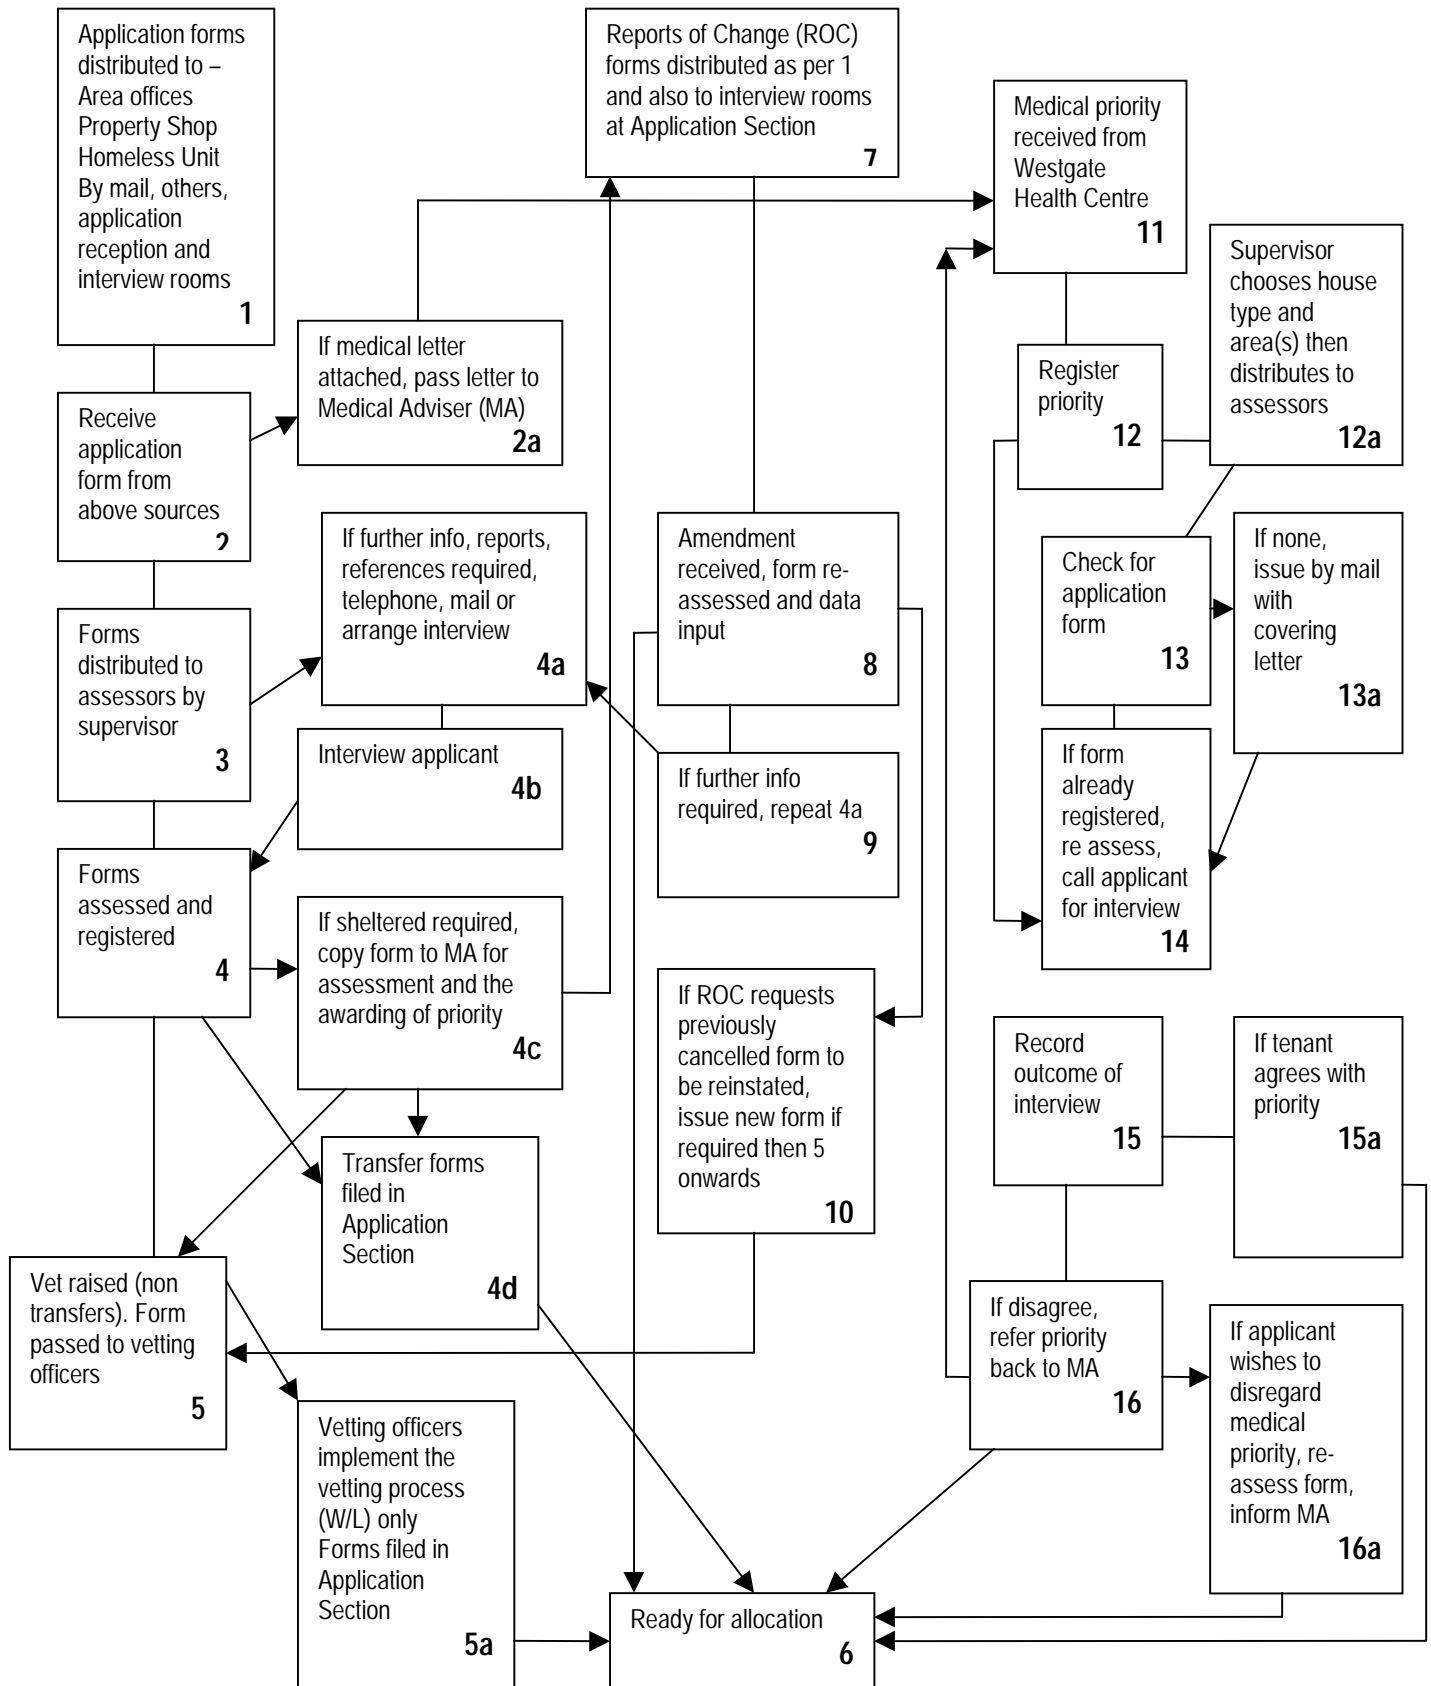 Application forms
distributed to –
Area offices
Property Shop
Homeless Unit
By mail, others,
application
reception and
interview rooms
1
If medical letter
attached, pass letter to
Medical Adviser (MA)
2a
Receive
application
form from
above sources
2
If further info, reports,
references required,
telephone, mail or
arrange interview
4a
Forms
distributed to
assessors by
supervisor
3
Interview applicant
4b
Forms
assessed and
registered
4
If sheltered required,
copy form to MA for
assessment and the
awarding of priority
4c
Transfer forms
filed in
Application
Section
4d
Vet raised (non
transfers). Form
passed to vetting
officers
5
Vetting officers
implement the
vetting process
(W/L) only
Forms filed in
Application
Section
5a
Ready for allocation
6
Reports of Change (ROC)
forms distributed as per 1
and also to interview rooms
at Application Section
7
Amendment
received, form re-
assessed and data
input
8
If further info
required, repeat 4a
9
If ROC requests
previously
cancelled form to
be reinstated,
issue new form if
required then 5
onwards
10
Medical priority
received from
Westgate
Health Centre
11
Register
priority
12
Supervisor
chooses house
type and
area(s) then
distributes to
assessors
12a
Check for
application
form
13
If none,
issue by mail
with
covering
letter
13a
If form
already
registered,
re assess,
call applicant
for interview
14
Record
outcome of
interview
15
If tenant
agrees with
priority
15a
If disagree,
refer priority
back to MA
16
If applicant
wishes to
disregard
medical
priority, re-
assess form,
inform MA
16a